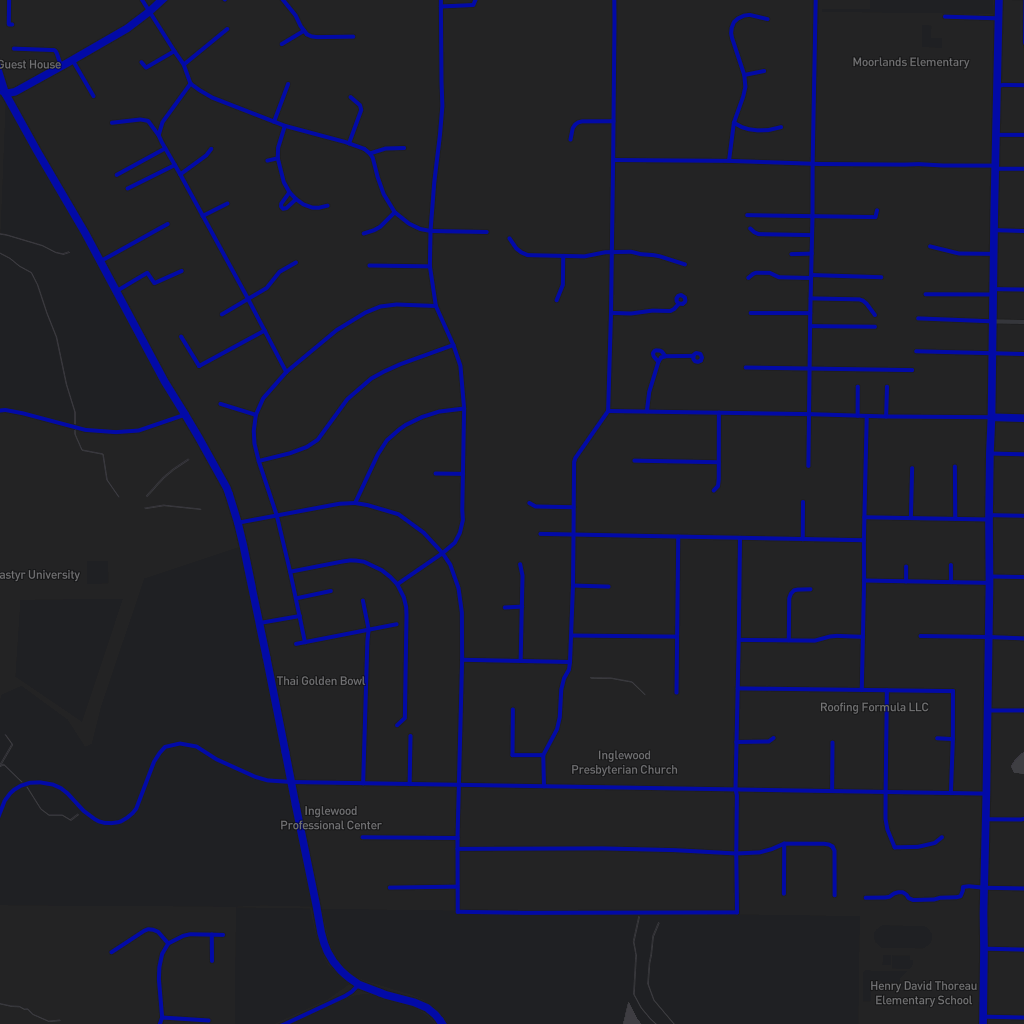 Guest House
Moorlands Elementary
astyr University
Thai Golden Bowl
Roofing Formula LLC
Inglewood
Presbyterian Church
Inglewood
Professional Center
Henry David Thoreau
Elementary School